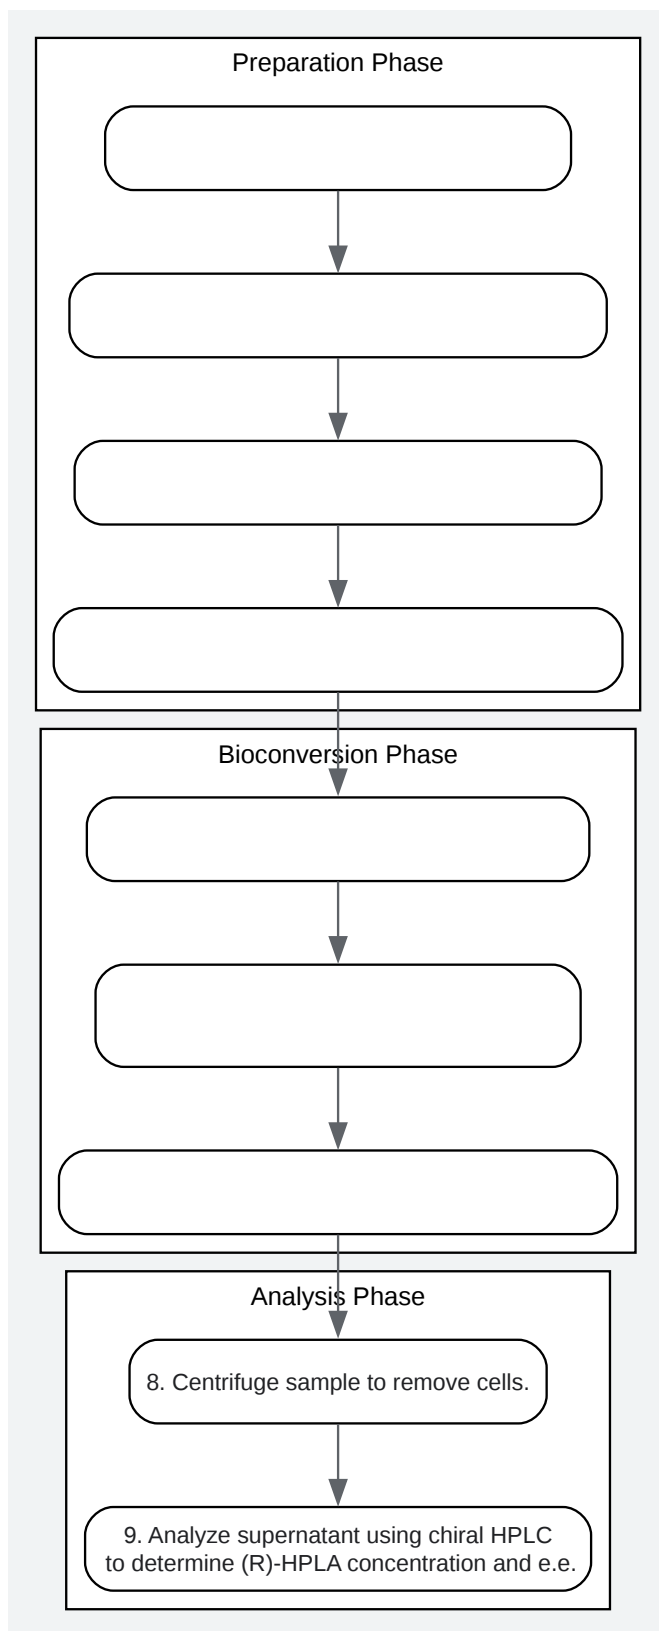 Preparation Phase
Bioconversion Phase
Analysis Phase
8. Centrifuge sample to remove cells.
9. Analyze supernatant using chiral HPLC
to determine (R)-HPLA concentration and e.e.